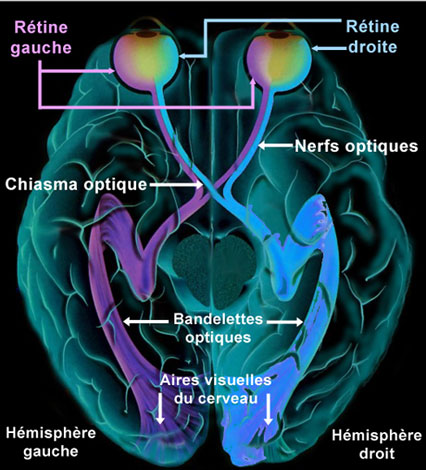 Rétine
gauche
Rétine
droite
Nerfs optiques
Chiasma optique
Bandelettes
optiques
Aires visuelles
du cerveau
Hémisphère
gauche
Hémisphère
droit